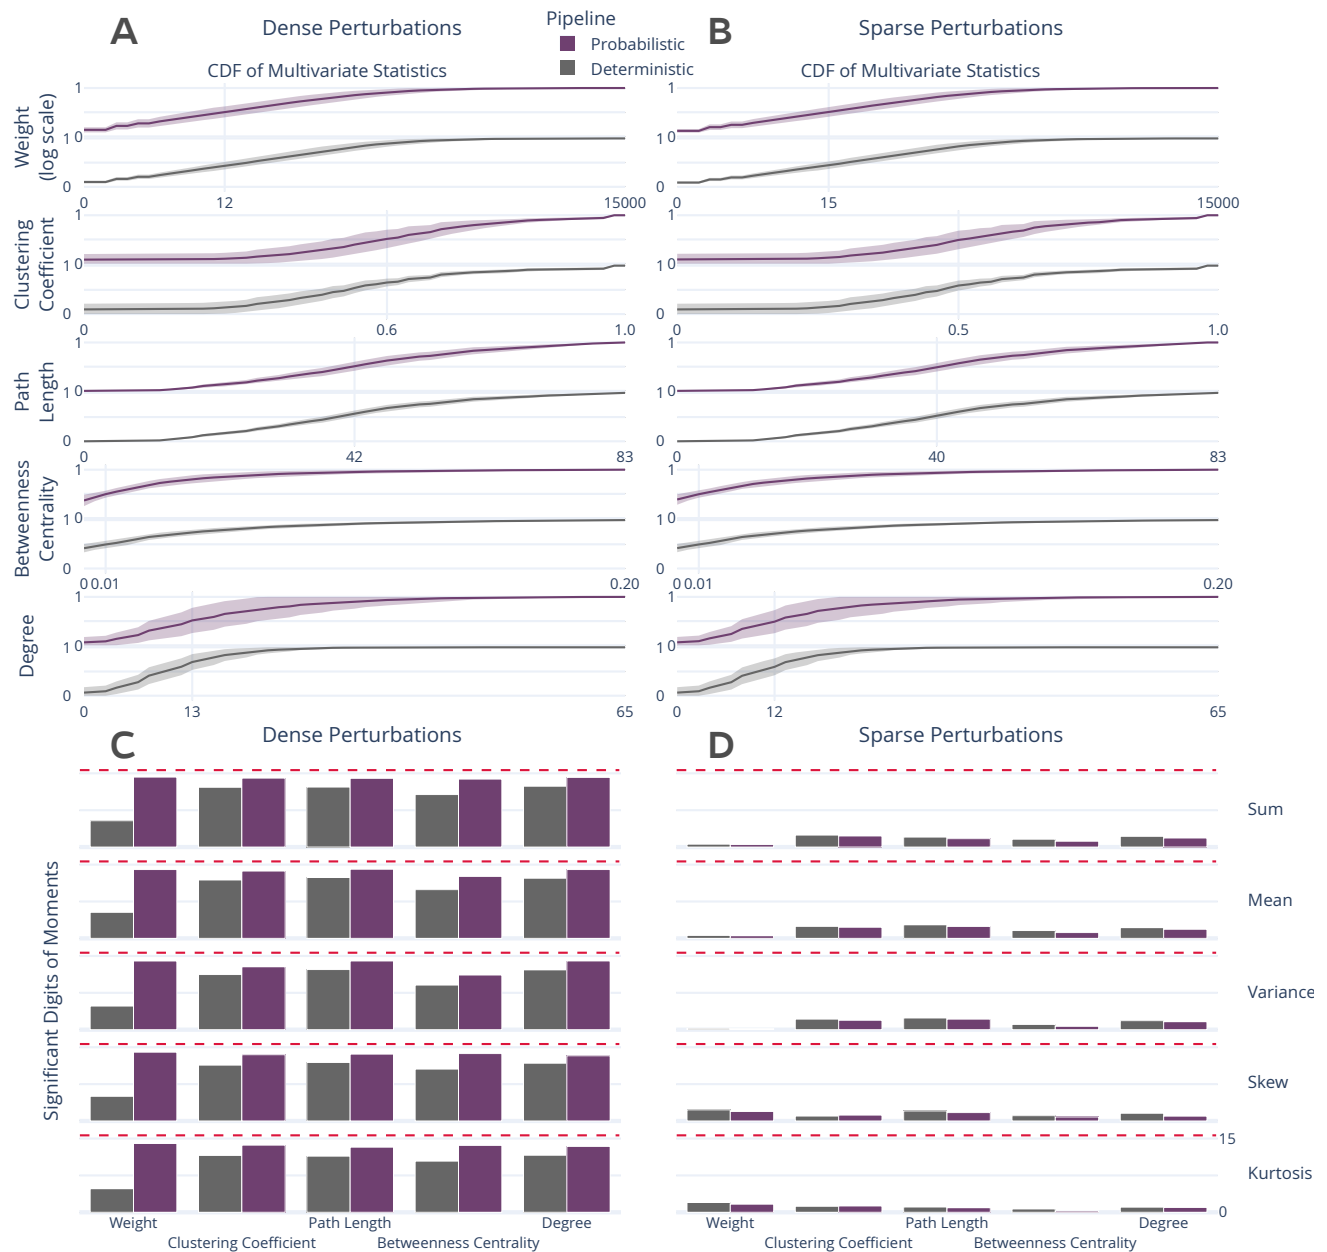 A
Dense Perturbations
Pipeline
Probabilistic
Deterministic
B
Sparse Perturbations
CDF of Multivariate Statistics
CDF of Multivariate Statistics
Weight
(log scale)
1
1 0
0
0 12 15000
1
1 0
0
0 15 15000
Clustering
Coefficient
1
1 0
0
0 0.6 1.0
1
1 0
0
0 0.5 1.0
Path
Length
1
1 0
0
0 42 83
1
1 0
0
0 40 83
Betweenness
Centrality
1
1 0
0
0 0.01 0.20
1
1 0
0
0 0.01 0.20
Degree
1
1 0
0
0 13 65
1
1 0
0
0 12 65
C
Dense Perturbations
D
Sparse Perturbations
Significant Digits of Moments
Sum
Mean
Variance
Skew
15
Kurtosis
0
Weight Path Length Degree
Clustering Coefficient Betweenness Centrality
Weight Path Length Degree
Clustering Coefficient Betweenness Centrality